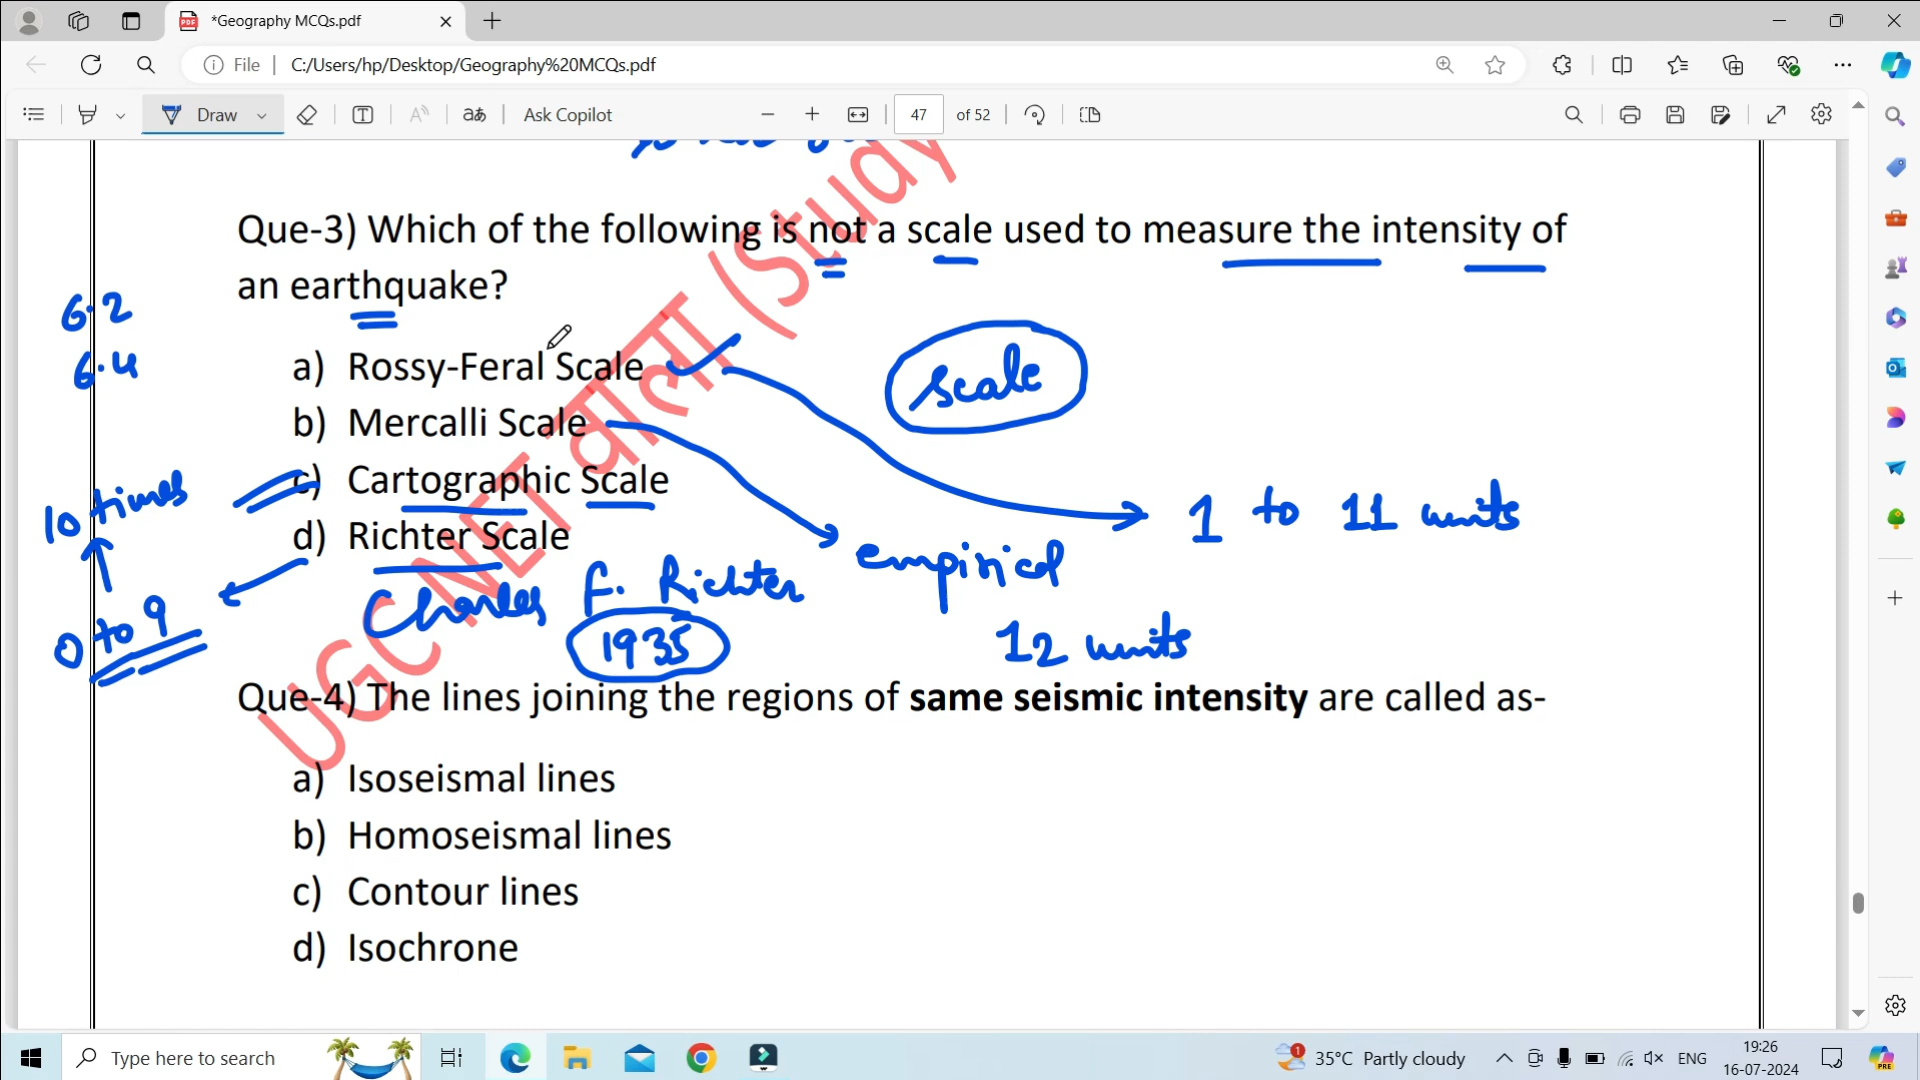 *Geography MCQs.pdf
File
C:/Users/hp/Desktop/Geography%20MCQs.pdf
Draw
Ask Copilot
47 of 52
UGC NET वाला (Study
Que-3) Which of the following is not a scale used to measure the intensity of
an earthquake?
6.2
6.4
a) Rossy-Feral Scale
scale
b) Mercalli Scale
c) Cartographic Scale
10 times
1 to 11 units
d) Richter Scale
empirical
Charles F. Richter
0 to 9
1935
12 units
Que-4) The lines joining the regions of same seismic intensity are called as-
a) Isoseismal lines
b) Homoseismal lines
c) Contour lines
d) Isochrone
Type here to search
1
35°C Partly cloudy
ENG
19:26
16-07-2024
PRE